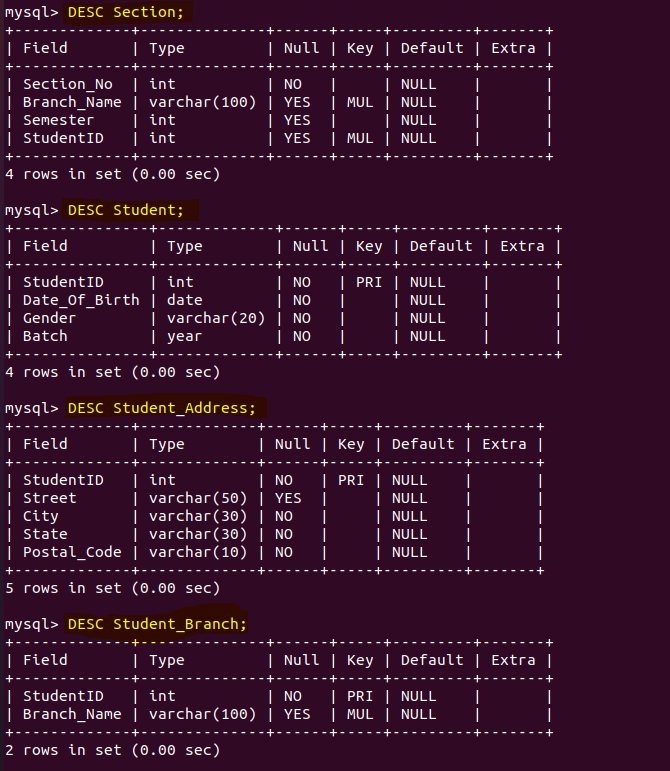 mysql> DESC Section;
+-------------+--------------+------+-----+---------+-------+
| Field       | Type         | Null | Key | Default | Extra |
+-------------+--------------+------+-----+---------+-------+
| Section_No  | int          | NO   |     | NULL    |       |
| Branch_Name | varchar(100) | YES  | MUL | NULL    |       |
| Semester    | int          | YES  |     | NULL    |       |
| StudentID   | int          | YES  | MUL | NULL    |       |
+-------------+--------------+------+-----+---------+-------+
4 rows in set (0.00 sec)
mysql> DESC Student;
+---------------+-------------+------+-----+---------+-------+
| Field         | Type        | Null | Key | Default | Extra |
+---------------+-------------+------+-----+---------+-------+
| StudentID     | int         | NO   | PRI | NULL    |       |
| Date_Of_Birth | date        | NO   |     | NULL    |       |
| Gender        | varchar(20) | NO   |     | NULL    |       |
| Batch         | year        | NO   |     | NULL    |       |
+---------------+-------------+------+-----+---------+-------+
4 rows in set (0.00 sec)
mysql> DESC Student_Address;
+-------------+-------------+------+-----+---------+-------+
| Field       | Type        | Null | Key | Default | Extra |
+-------------+-------------+------+-----+---------+-------+
| StudentID   | int         | NO   | PRI | NULL    |       |
| Street      | varchar(50) | YES  |     | NULL    |       |
| City        | varchar(30) | NO   |     | NULL    |       |
| State       | varchar(30) | NO   |     | NULL    |       |
| Postal_Code | varchar(10) | NO   |     | NULL    |       |
+-------------+-------------+------+-----+---------+-------+
5 rows in set (0.00 sec)
mysql> DESC Student_Branch;
+-------------+--------------+------+-----+---------+-------+
| Field       | Type         | Null | Key | Default | Extra |
+-------------+--------------+------+-----+---------+-------+
| StudentID   | int          | NO   | PRI | NULL    |       |
| Branch_Name | varchar(100) | YES  | MUL | NULL    |       |
+-------------+--------------+------+-----+---------+-------+
2 rows in set (0.00 sec)